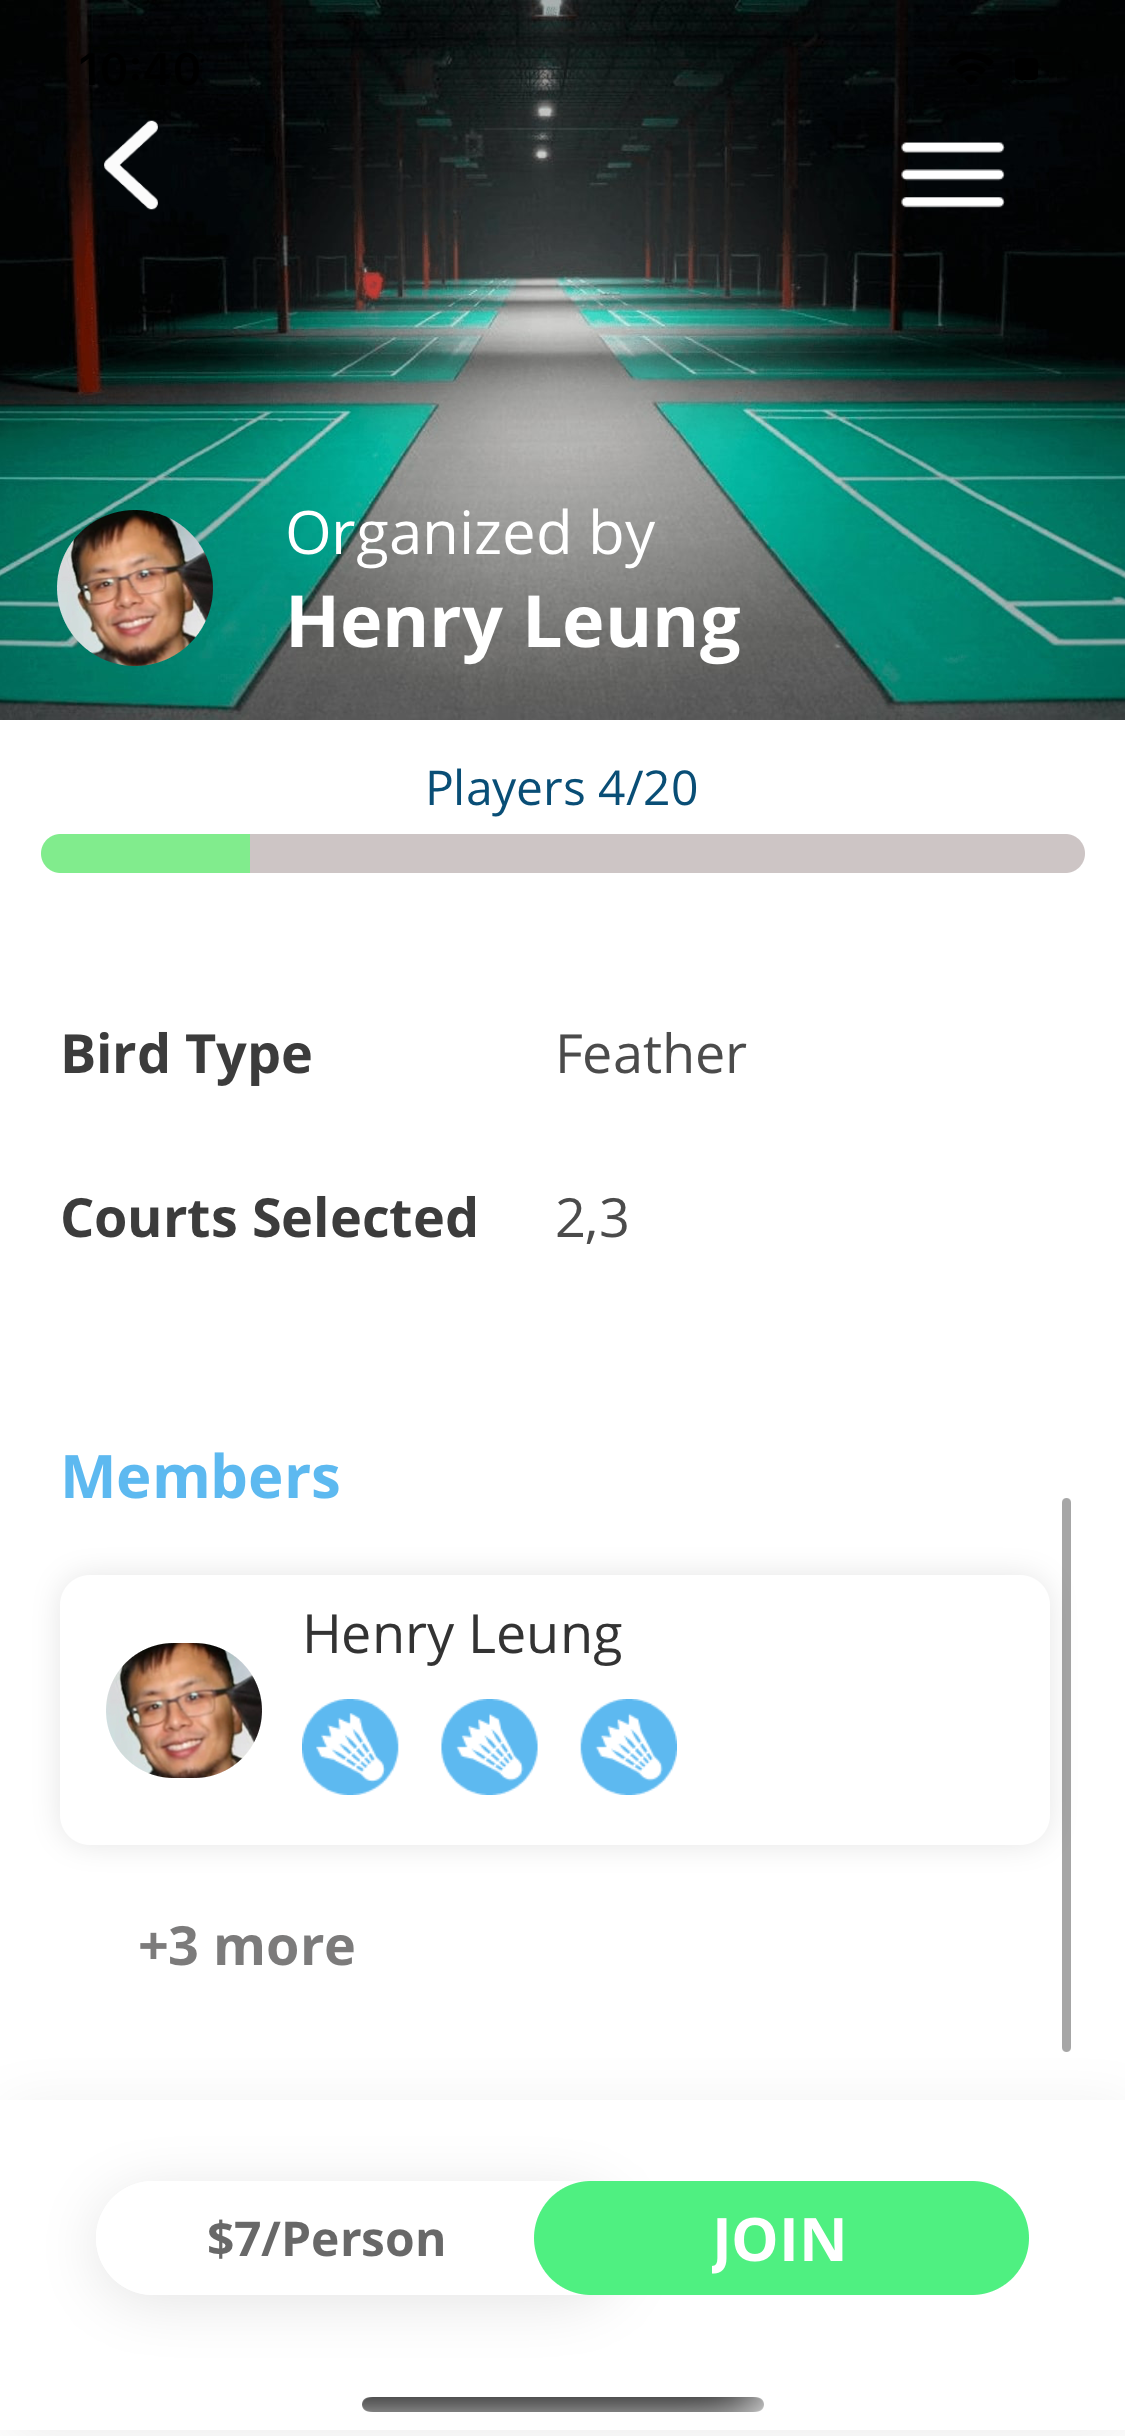 Organized by
Henry Leung
Players 4/20
Bird Type Feather
Courts Selected 2,3
Members
Henry Leung
+3 more
$7/Person JOIN